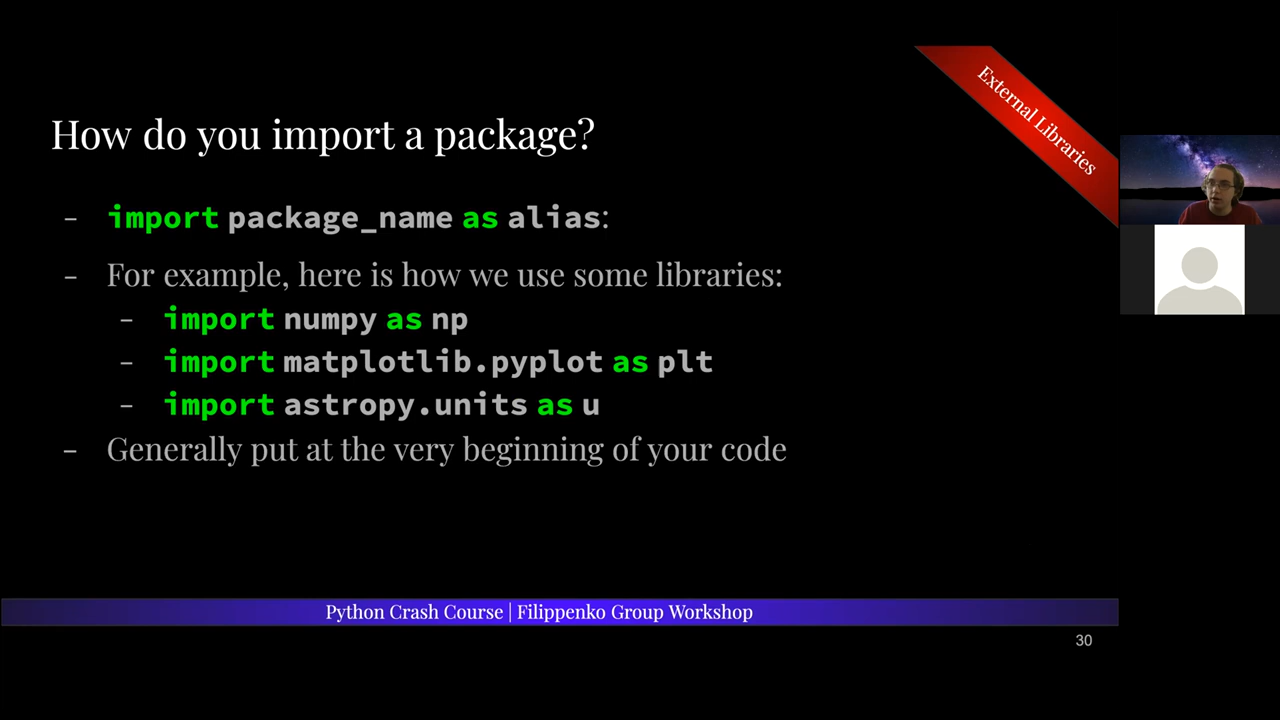 External Libraries
How do you import a package?
- import package_name as alias:
- For example, here is how we use some libraries:
- import numpy as np
- import matplotlib.pyplot as plt
- import astropy.units as u
- Generally put at the very beginning of your code
Python Crash Course | Filippenko Group Workshop
30